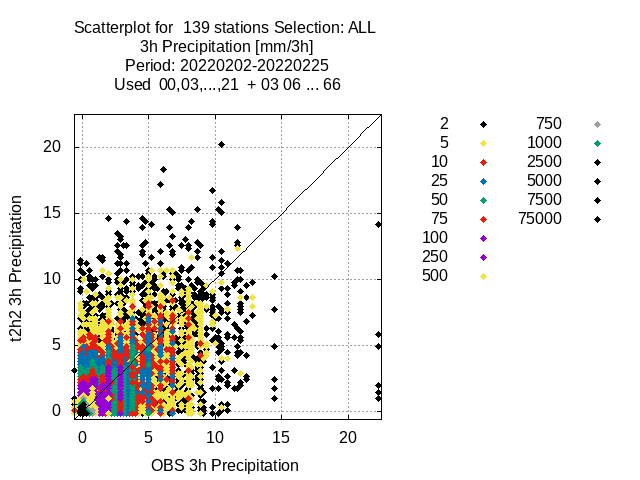 Scatterplot for 139 stations Selection: ALL
3h Precipitation [mm/3h]
Period: 20220202-20220225
Used 00,03,...,21 + 03 06 ... 66
2 750
5 1000
10 2500
25 5000
50 7500
75 75000
100
250
500
20
15
10
5
0
t2h2 3h Precipitation
0 5 10 15 20
OBS 3h Precipitation